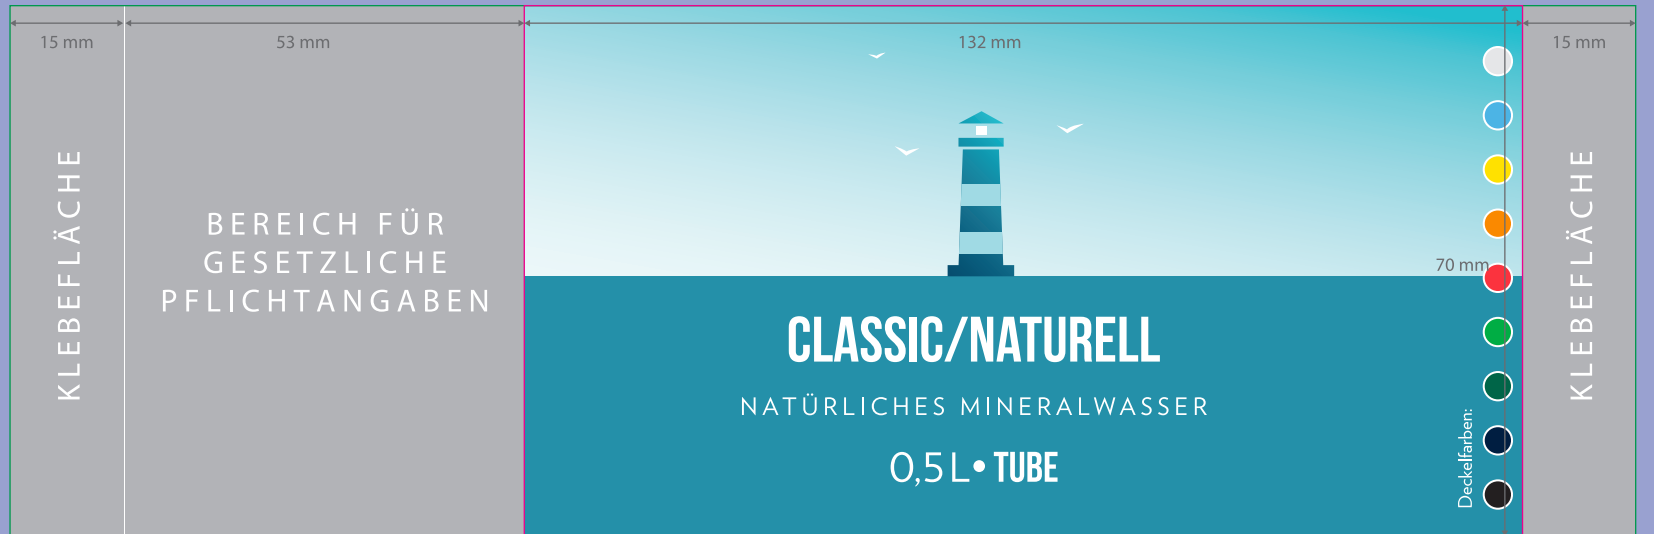 15 mm
53 mm
132 mm
15 mm
KLEBEFLÄCHE
BEREICH FÜR
GESETZLICHE
PFLICHTANGABEN
70 mm
CLASSIC/NATURELL
NATÜRLICHES MINERALWASSER
0,5 L• TUBE
Deckelfarben:
KLEBEFLÄCHE